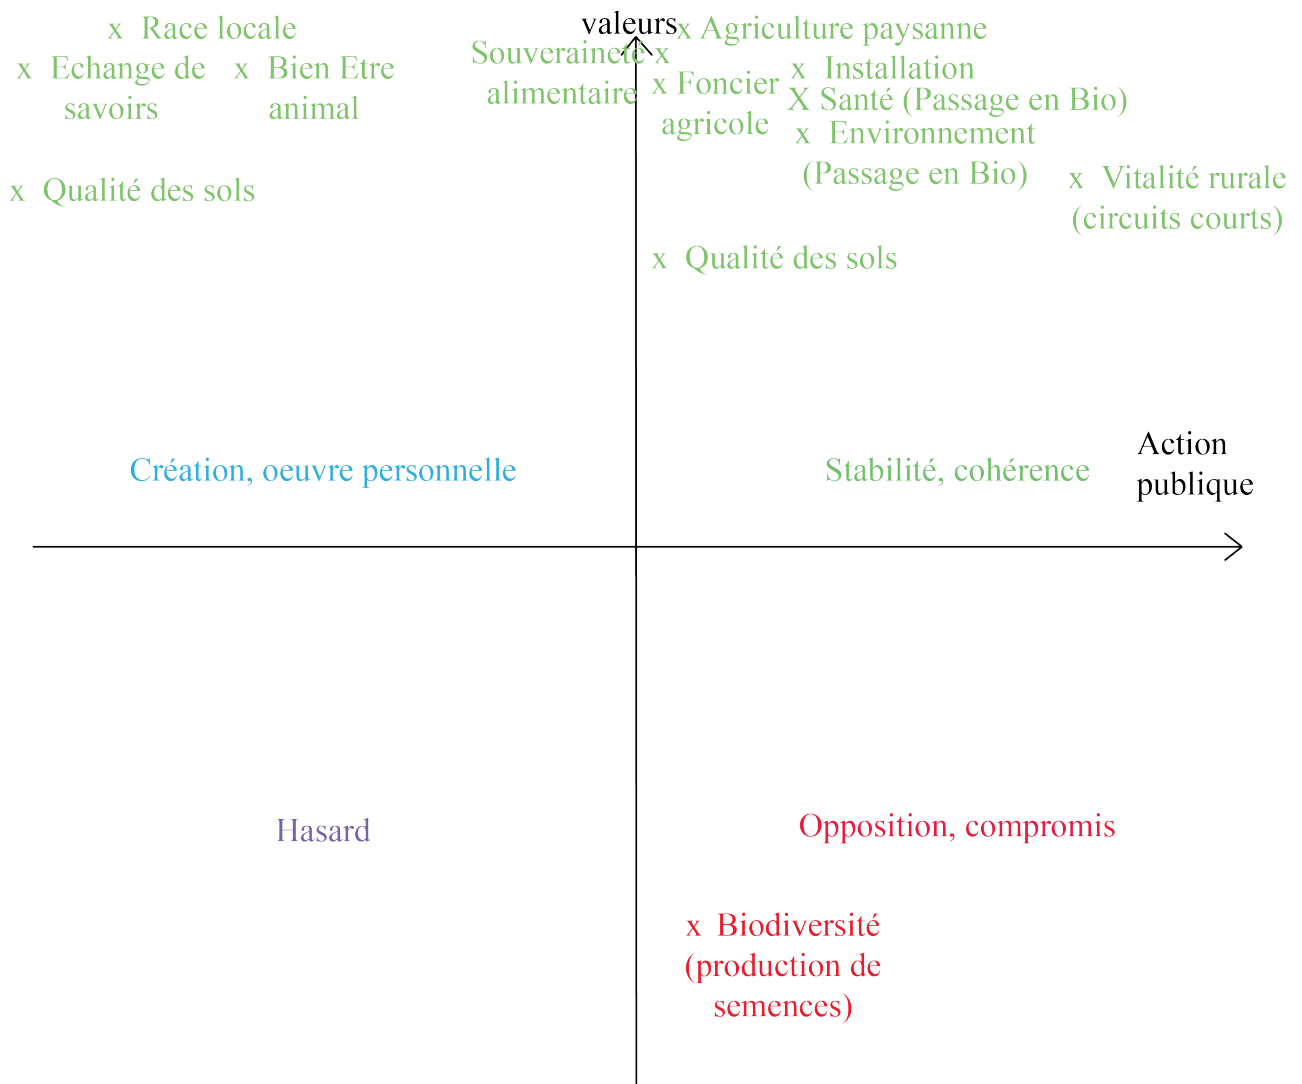 valeurs
x Race locale
x Agriculture paysanne
x Echange de
savoirs
x Bien Etre
animal
Souveraineté x
alimentaire
x Foncier
agricole
x Installation
X Santé (Passage en Bio)
x Environnement
(Passage en Bio)
x Vitalité rurale
(circuits courts)
x Qualité des sols
x Qualité des sols
Création, oeuvre personnelle
Stabilité, cohérence
Action
publique
Hasard
Opposition, compromis
x Biodiversité
(production de
semences)